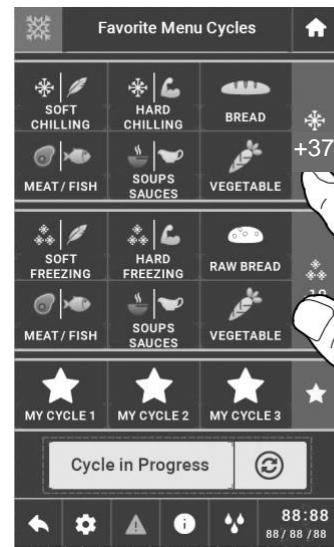 Favorite Menu Cycles
SOFT
CHILLING
HARD
CHILLING
BREAD
+37
MEAT / FISH
SOUPS
SAUCES
VEGETABLE
SOFT
FREEZING
HARD
FREEZING
RAW BREAD
MEAT / FISH
SOUPS
SAUCES
VEGETABLE
MY CYCLE 1
MY CYCLE 2
MY CYCLE 3
Cycle in Progress
88:88
88/ 88 /88